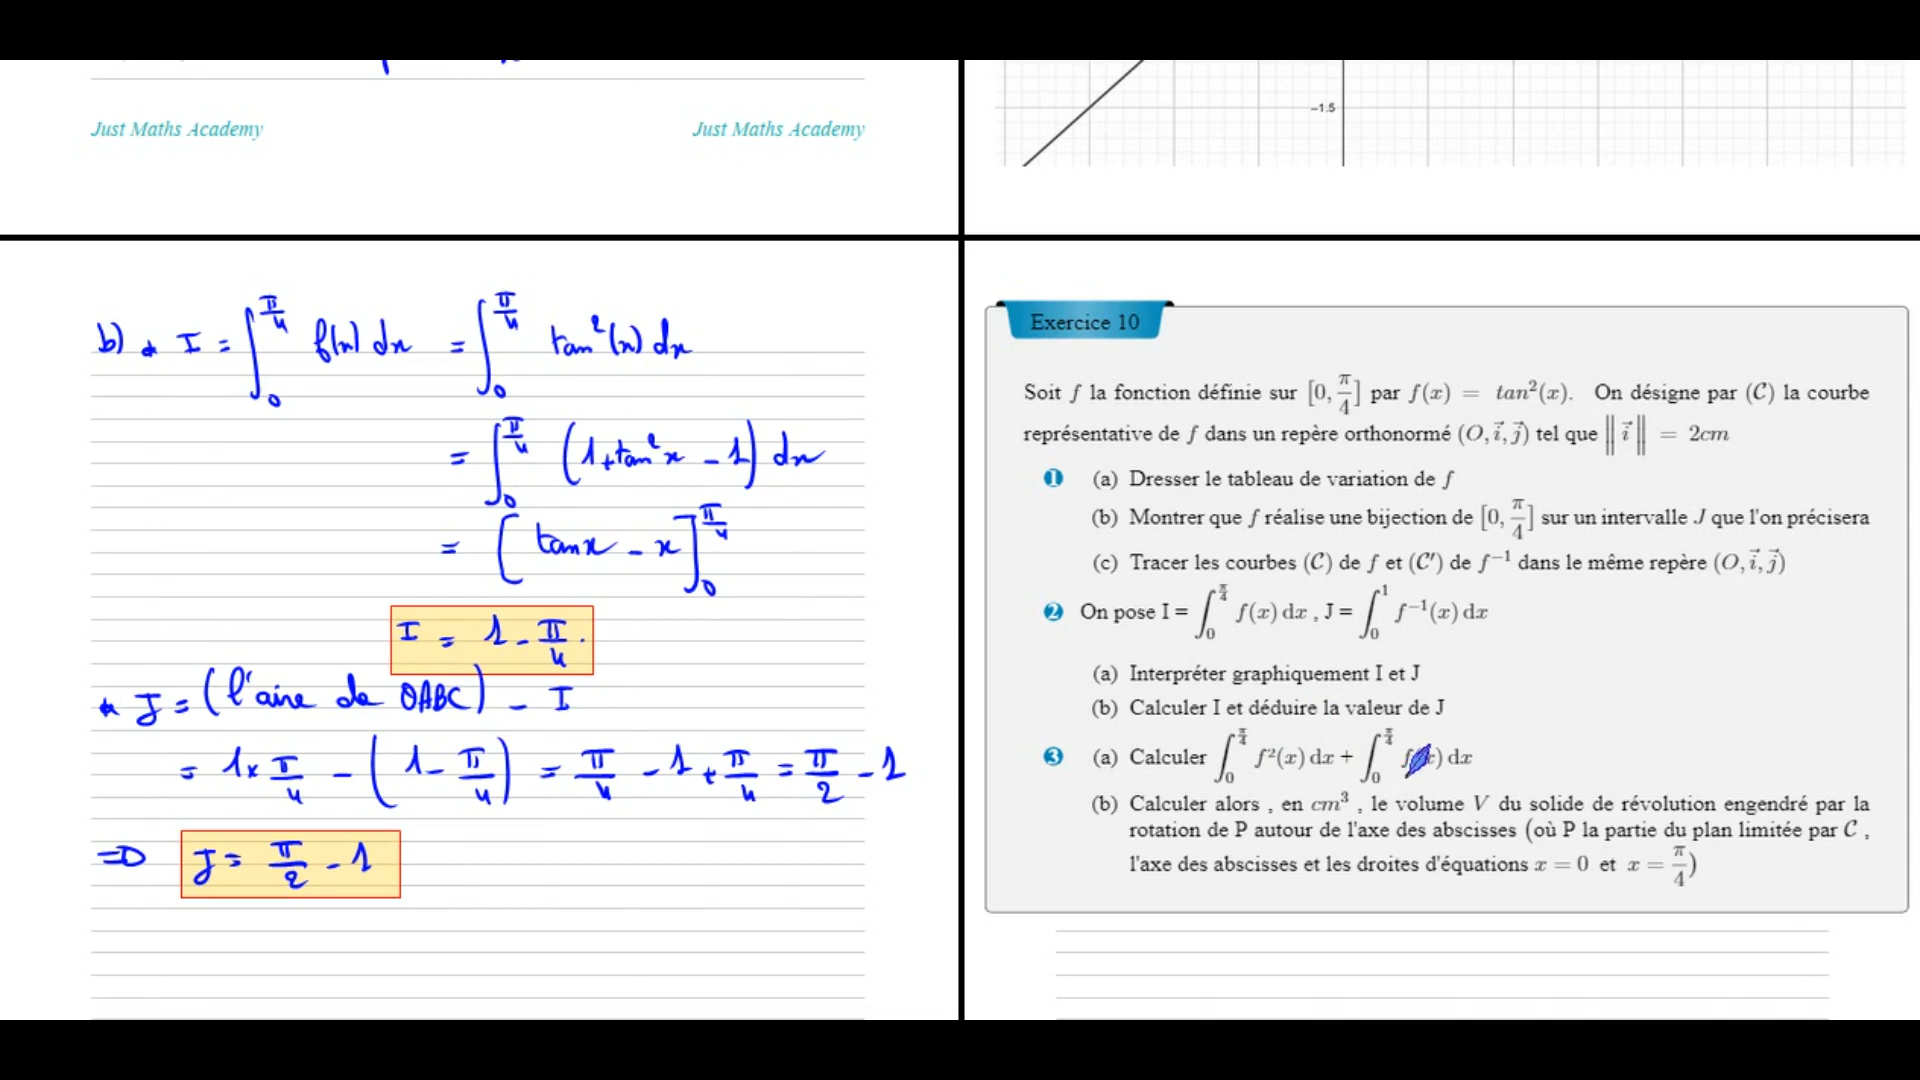 Just Maths Academy Just Maths Academy
−1.5
b) * I = ∫₀^{π/4} f(x) dx = ∫₀^{π/4} tan²(x) dx
= ∫₀^{π/4} (1+tan²x − 1) dx
= [tanx − x]₀^{π/4}
I = 1 − π/4.
* J = (l'aire de OABC) − I
= 1× π/4 − (1 − π/4) = π/4 − 1 + π/4 = π/2 − 1
=> J = π/2 − 1
Exercice 10
Soit f la fonction définie sur [0, π/4] par f(x) = tan²(x). On désigne par (C) la courbe
représentative de f dans un repère orthonormé (O, i⃗, j⃗) tel que ‖ i⃗ ‖ = 2cm
1 (a) Dresser le tableau de variation de f
(b) Montrer que f réalise une bijection de [0, π/4] sur un intervalle J que l'on précisera
(c) Tracer les courbes (C) de f et (C′) de f⁻¹ dans le même repère (O, i⃗, j⃗)
2 On pose I = ∫₀^{π/4} f(x) dx , J = ∫₀^1 f⁻¹(x) dx
(a) Interpréter graphiquement I et J
(b) Calculer I et déduire la valeur de J
3 (a) Calculer ∫₀^{π/4} f²(x) dx + ∫₀^{π/4} f ) dx
(b) Calculer alors , en cm³ , le volume V du solide de révolution engendré par la
rotation de P autour de l'axe des abscisses (où P la partie du plan limitée par C ,
l'axe des abscisses et les droites d'équations x = 0 et x = π/4)